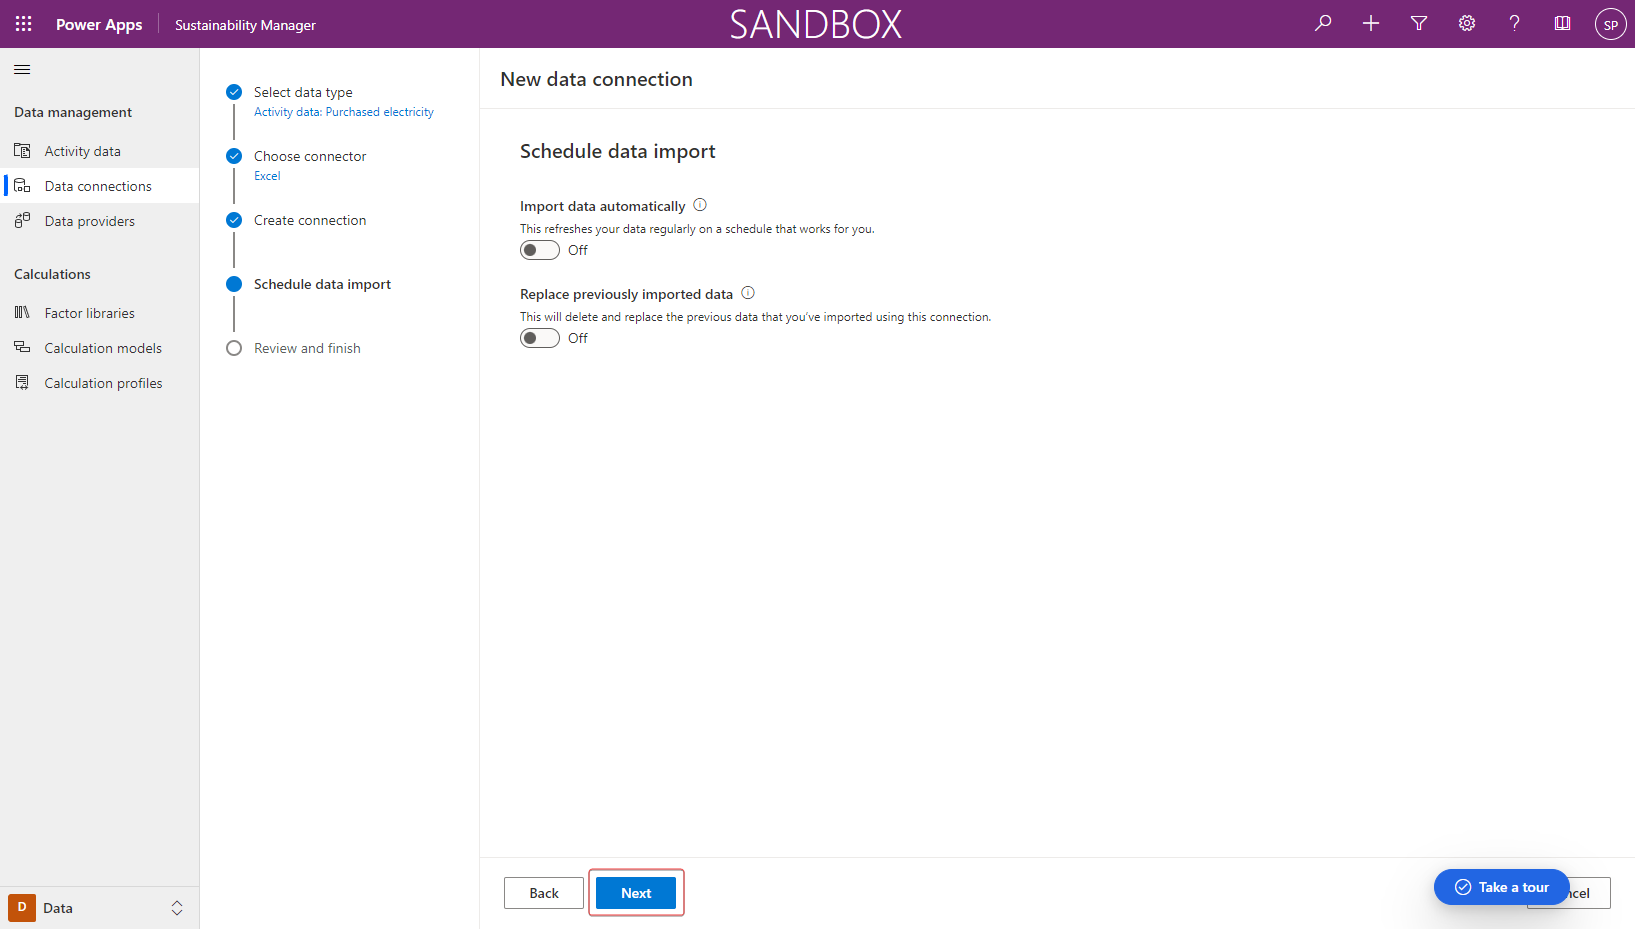 Power Apps
Sustainability Manager
SANDBOX
SP
Data management
Activity data
Data connections
Data providers
Calculations
Factor libraries
Calculation models
Calculation profiles
D
Data
Select data type
Activity data: Purchased electricity
Choose connector
Excel
Create connection
Schedule data import
Review and finish
New data connection
Schedule data import
Import data automatically
This refreshes your data regularly on a schedule that works for you.
Off
Replace previously imported data
This will delete and replace the previous data that you've imported using this connection.
Off
Back
Next
Take a tour